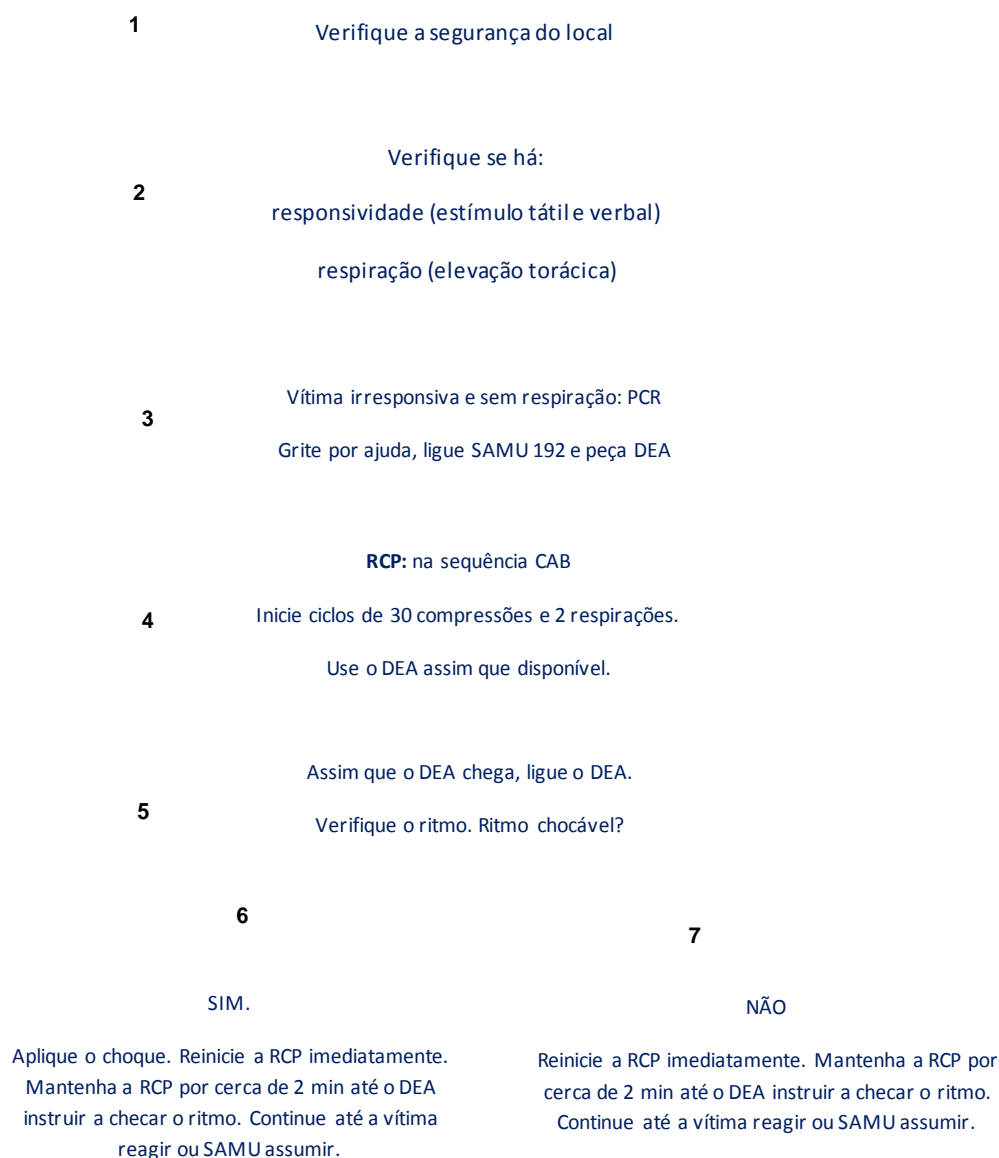 1
Verifique a segurança do local
Verifique se há:
2
responsividade (estímulo tátil e verbal)
respiração (elevação torácica)
Vítima irresponsiva e sem respiração: PCR
3
Grite por ajuda, ligue SAMU 192 e peça DEA
RCP: na sequência CAB
4
Inicie ciclos de 30 compressões e 2 respirações.
Use o DEA assim que disponível.
Assim que o DEA chega, ligue o DEA.
5
Verifique o ritmo. Ritmo chocável?
6
SIM.
Aplique o choque. Reinicie a RCP imediatamente.
Mantenha a RCP por cerca de 2 min até o DEA
instruir a checar o ritmo. Continue até a vítima
reagir ou SAMU assumir.
7
NÃO
Reinicie a RCP imediatamente. Mantenha a RCP por
cerca de 2 min até o DEA instruir a checar o ritmo.
Continue até a vítima reagir ou SAMU assumir.